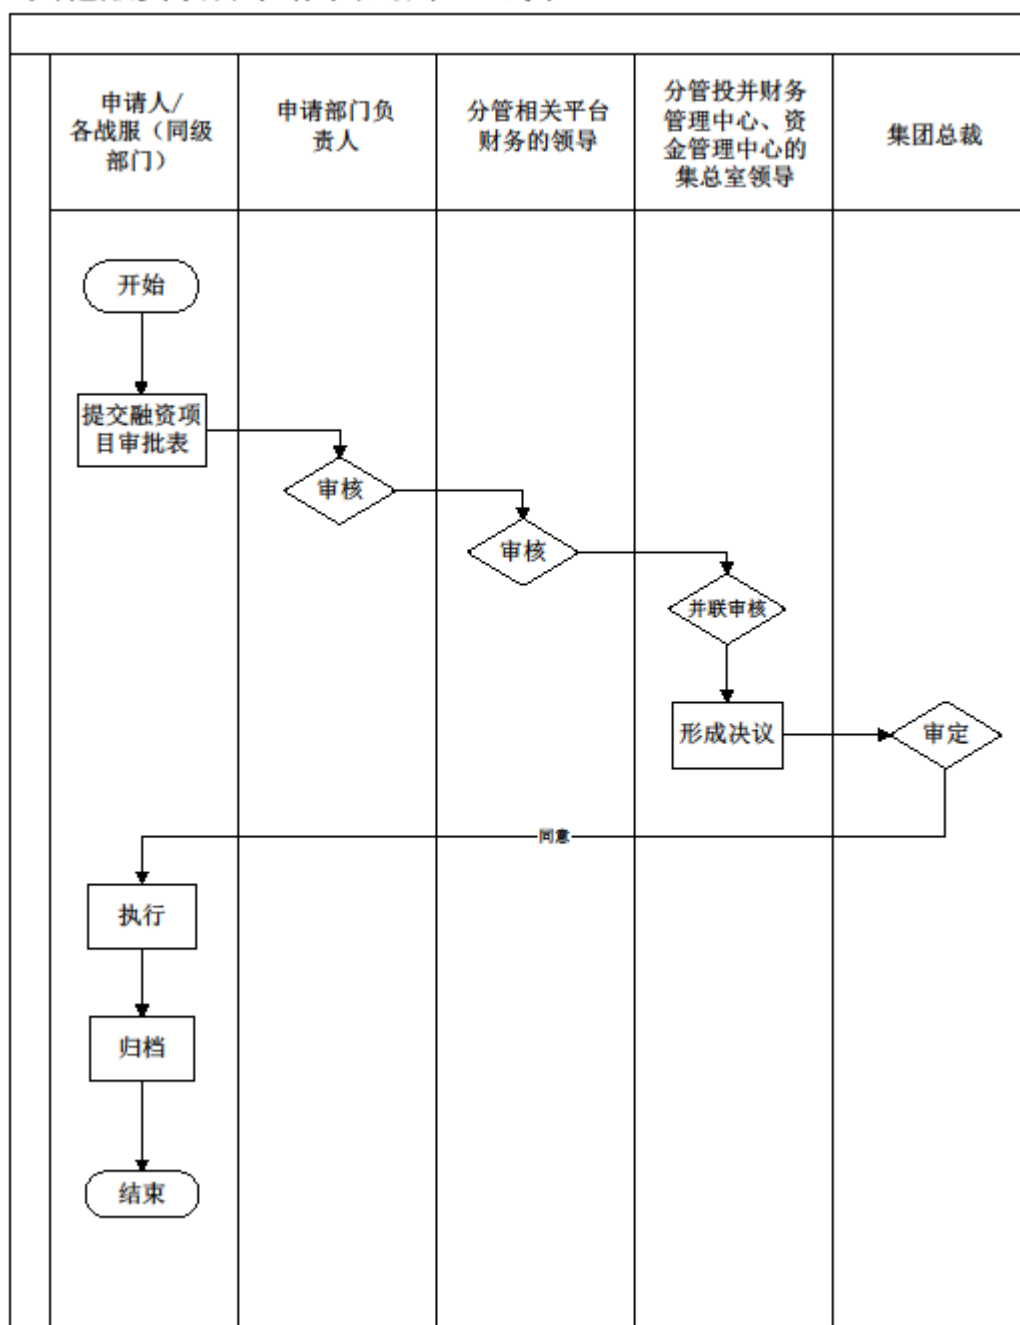 申请人/
各战服（同级
部门）
申请部门负
责人
分管相关平台
财务的领导
分管投并财务
管理中心、资
金管理中心的
集总室领导
集团总裁
开始
提交融资项
目审批表
审核
审核
并联审核
形成决议
审定
同意
执行
归档
结束